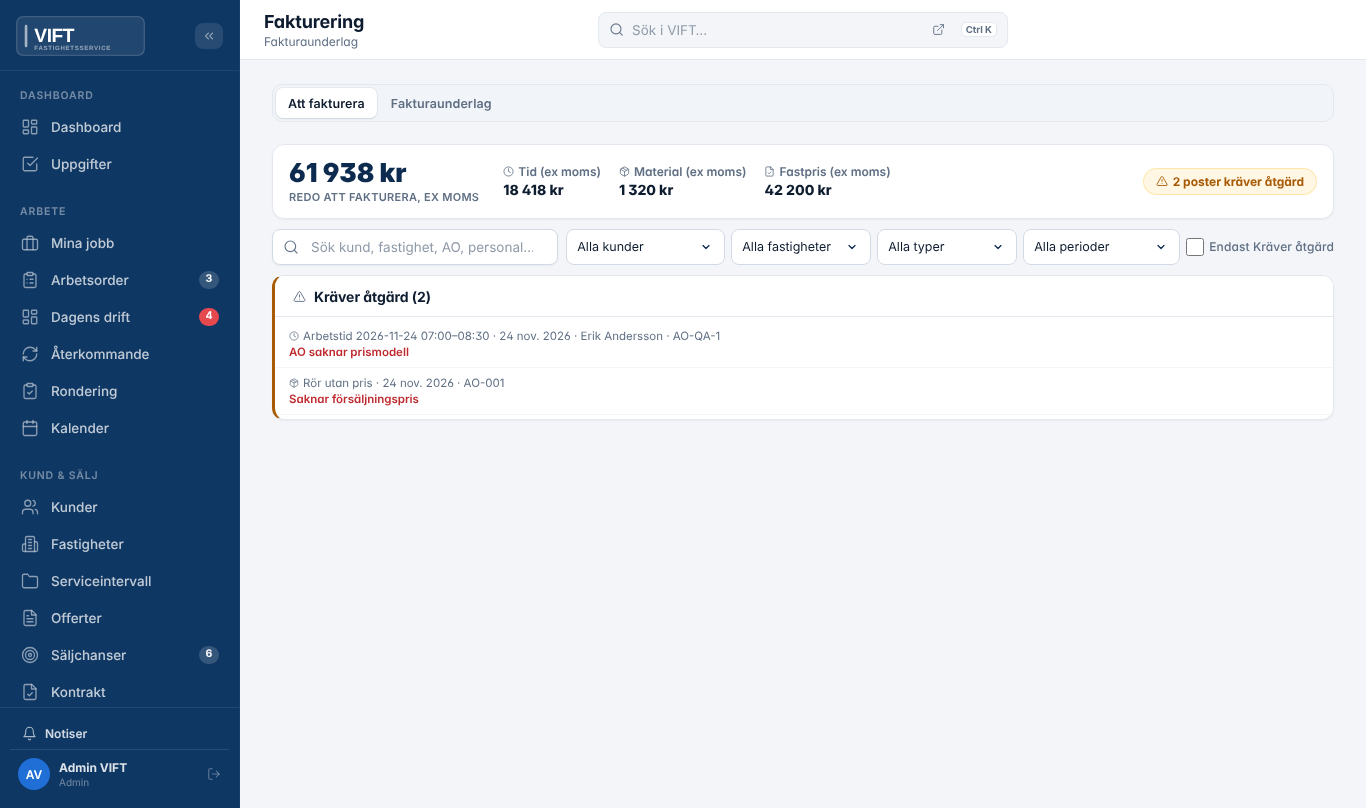 VIFT
FASTIGHETSSERVICE
DASHBOARD
Dashboard
Uppgifter
ARBETE
Mina jobb
Arbetsorder 3
Dagens drift 4
Återkommande
Rondering
Kalender
KUND & SÄLJ
Kunder
Fastigheter
Serviceintervall
Offerter
Säljchanser 6
Kontrakt
Notiser
AV
Admin VIFT
Admin
Fakturering
Fakturaunderlag
Sök i VIFT...
Ctrl K
Att fakturera
Fakturaunderlag
61 938 kr
REDO ATT FAKTURERA, EX MOMS
Tid (ex moms)
18 418 kr
Material (ex moms)
1 320 kr
Fastpris (ex moms)
42 200 kr
2 poster kräver åtgärd
Sök kund, fastighet, AO, personal...
Alla kunder
Alla fastigheter
Alla typer
Alla perioder
Endast Kräver åtgärd
Kräver åtgärd (2)
Arbetstid 2026-11-24 07:00–08:30 · 24 nov. 2026 · Erik Andersson · AO-QA-1
AO saknar prismodell
Rör utan pris · 24 nov. 2026 · AO-001
Saknar försäljningspris